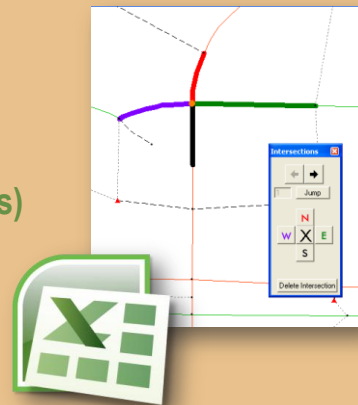 s)
Intersections
Jump
N
W X E
S
Delete Intersection